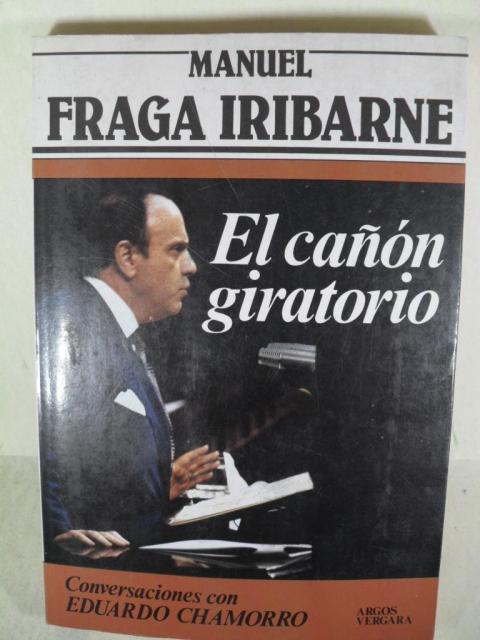 MANUEL
FRAGA IRIBARNE
El cañón
giratorio
Conversaciones con
EDUARDO CHAMORRO
ARGOS
VERGARA